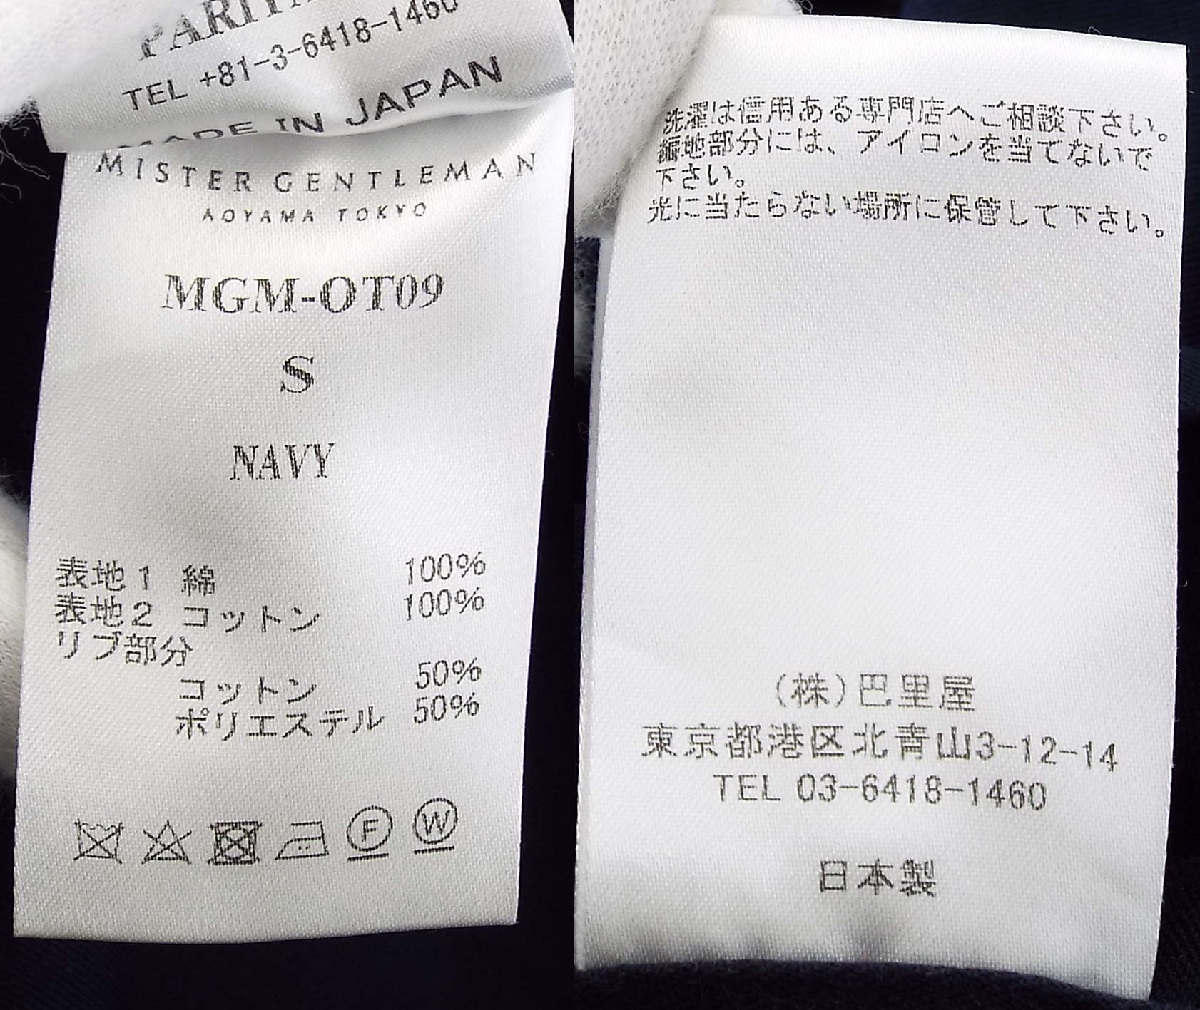 TEL +81-3-6418-1460
MADE IN JAPAN
MISTER GENTLEMAN
AOYAMA TOKYO
MGM-OT09
S
NAVY
表地1 綿 100%
表地2 コットン 100%
リブ部分
コットン 50%
ポリエステル 50%
F W
洗濯は信用ある専門店へご相談下さい。
編地部分には、アイロンを当てないで
下さい。
光に当たらない場所に保管して下さい。
(株)巴里屋
東京都港区北青山3-12-14
TEL 03-6418-1460
日本製